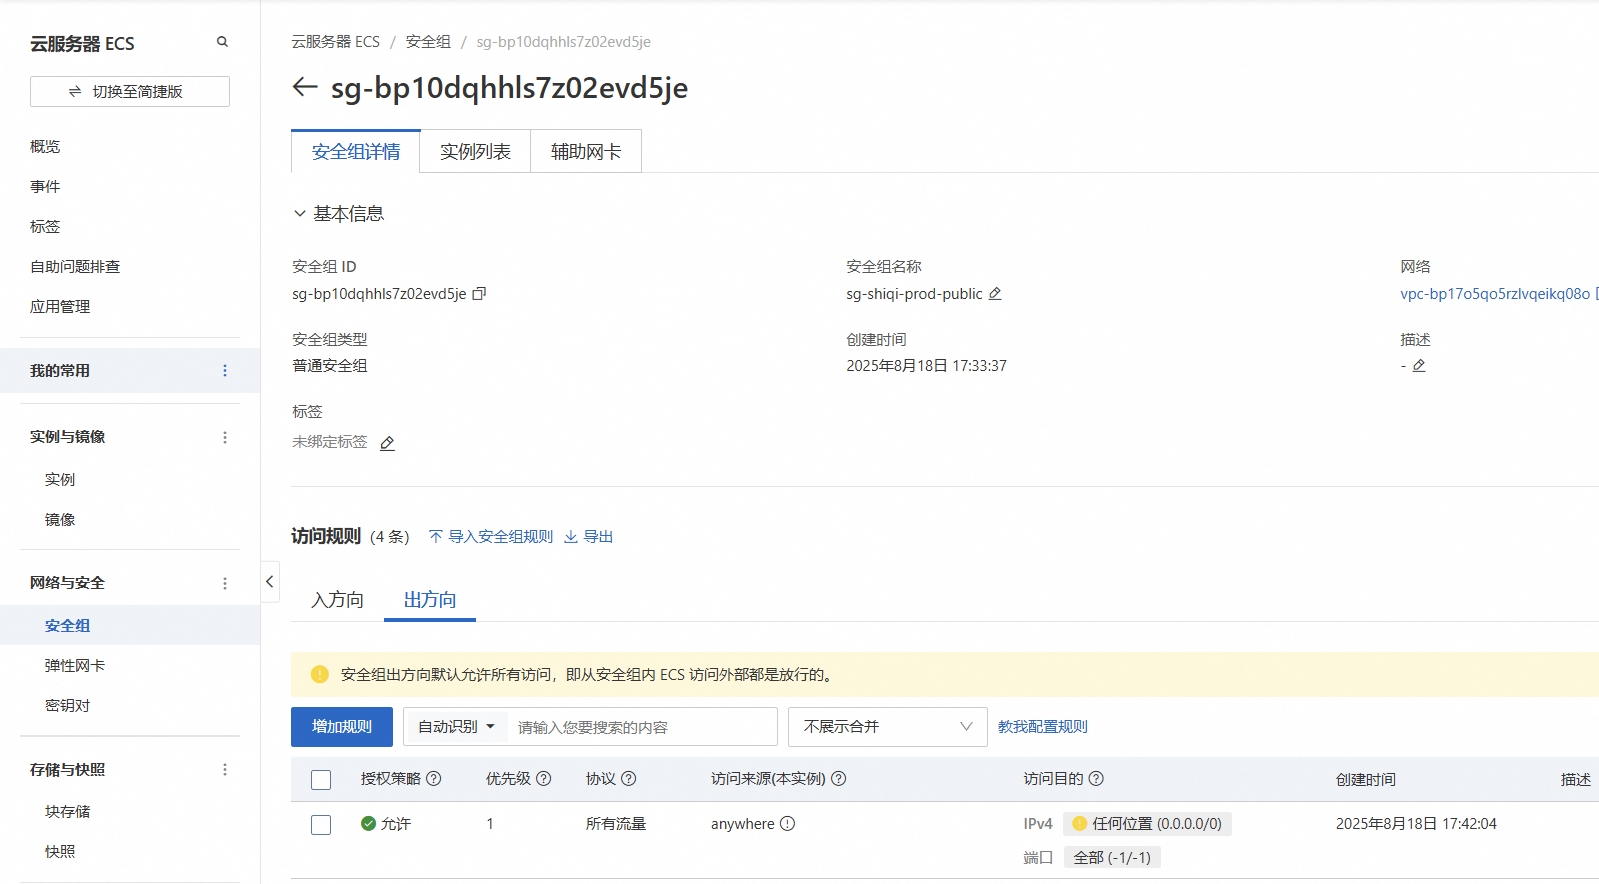 云服务器 ECS
切换至简捷版
概览
事件
标签
自助问题排查
应用管理
我的常用
实例与镜像
实例
镜像
网络与安全
安全组
弹性网卡
密钥对
存储与快照
块存储
快照
云服务器 ECS / 安全组 / sg-bp10dqhhls7z02evd5je
sg-bp10dqhhls7z02evd5je
安全组详情 实例列表 辅助网卡
基本信息
安全组 ID 安全组名称 网络
sg-bp10dqhhls7z02evd5je sg-shiqi-prod-public vpc-bp17o5qo5rzlvqeikq08o
安全组类型 创建时间 描述
普通安全组 2025年8月18日 17:33:37 -
标签
未绑定标签
访问规则 (4 条) 导入安全组规则 导出
入方向 出方向
安全组出方向默认允许所有访问，即从安全组内 ECS 访问外部都是放行的。
增加规则 自动识别 请输入您要搜索的内容 不展示合并 教我配置规则
授权策略 优先级 协议 访问来源(本实例) 访问目的 创建时间 描述
允许 1 所有流量 anywhere IPv4 任何位置 (0.0.0.0/0) 2025年8月18日 17:42:04
端口 全部 (-1/-1)